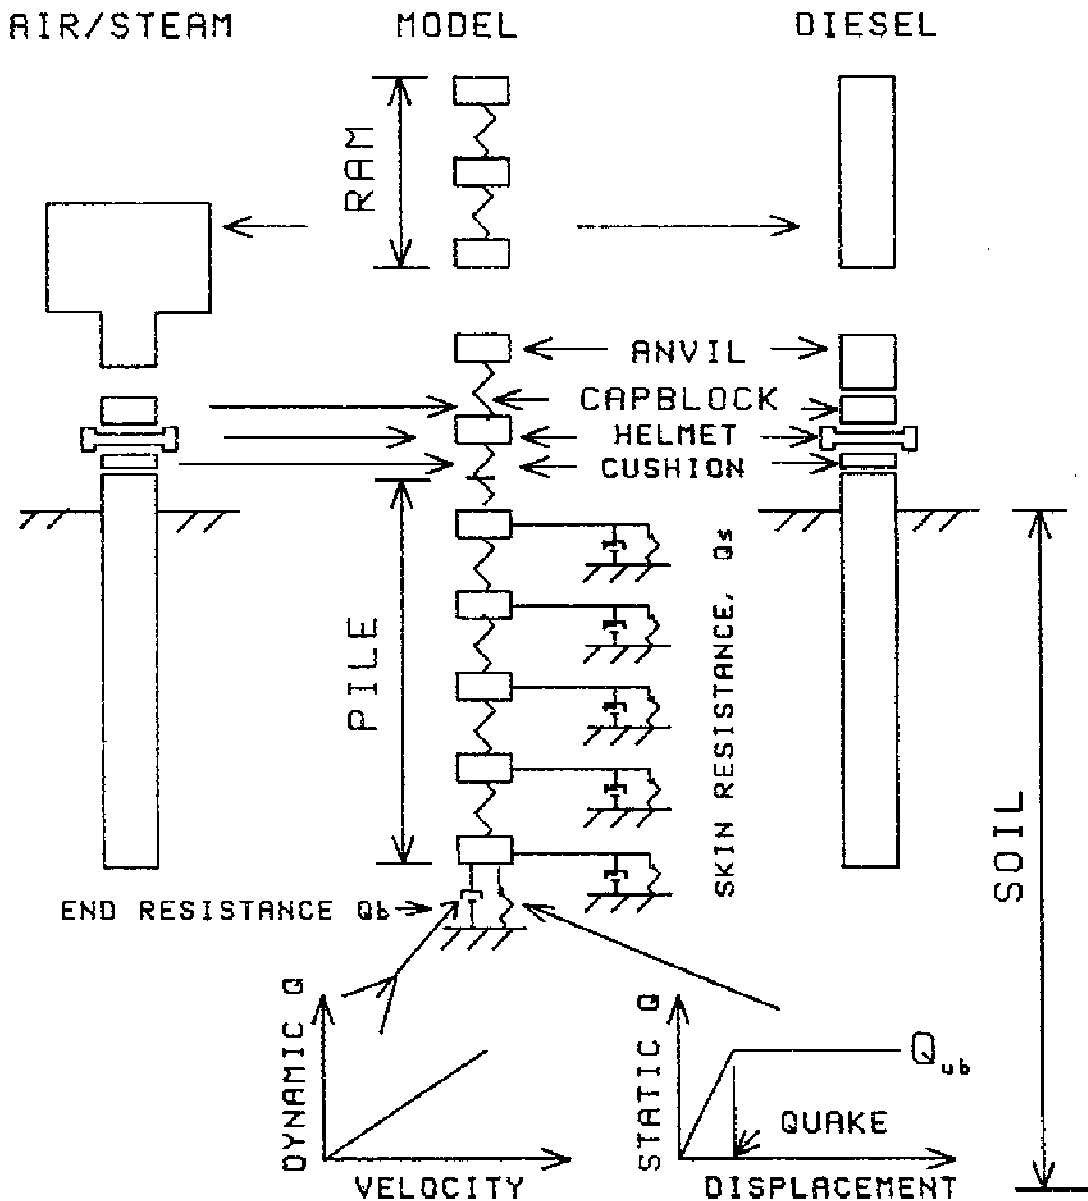 AIR/STEAM
MODEL
DIESEL
RAM
ANVIL
CAPBLOCK
HELMET
CUSHION
PILE
SKIN RESISTANCE, Qs
SOIL
END RESISTANCE Qb
DYNAMIC Q
VELOCITY
STATIC Q
Qub
QUAKE
DISPLACEMENT